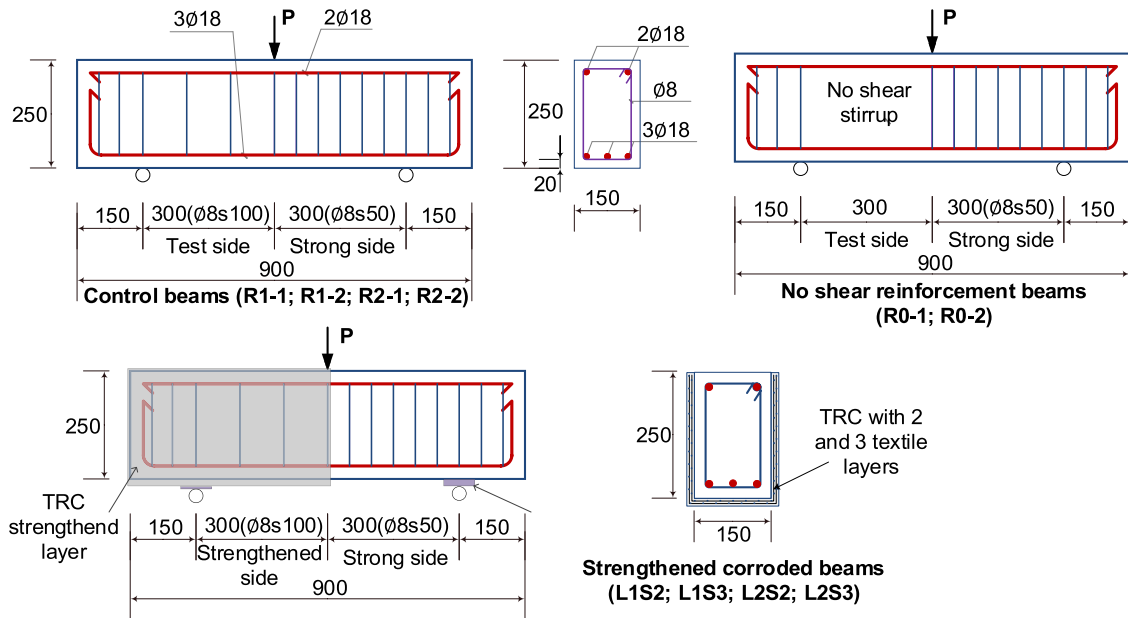 3Ø18
P
2Ø18
250
150
300(Ø8s100)
300(Ø8s50)
150
Test side
Strong side
900
Control beams (R1-1; R1-2; R2-1; R2-2)
2Ø18
250
Ø8
3Ø18
20
150
P
No shear
stirrup
250
150
300
300(Ø8s50)
150
Test side
Strong side
900
No shear reinforcement beams
(R0-1; R0-2)
P
250
TRC
strengthend
layer
150
300(Ø8s100)
300(Ø8s50)
150
Strengthened
side
Strong side
900
250
TRC with 2
and 3 textile
layers
150
Strengthened corroded beams
(L1S2; L1S3; L2S2; L2S3)